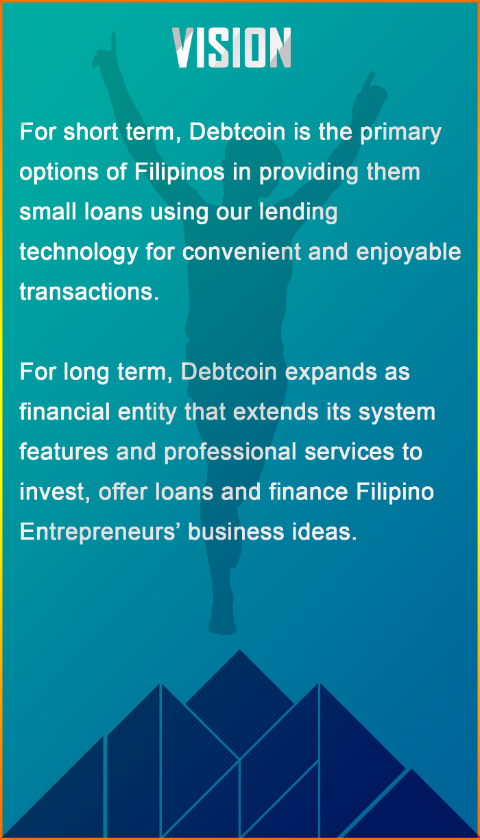 VISION
For short term, Debtcoin is the primary
options of Filipinos in providing them
small loans using our lending
technology for convenient and enjoyable
transactions.
For long term, Debtcoin expands as
financial entity that extends its system
features and professional services to
invest, offer loans and finance Filipino
Entrepreneurs’ business ideas.